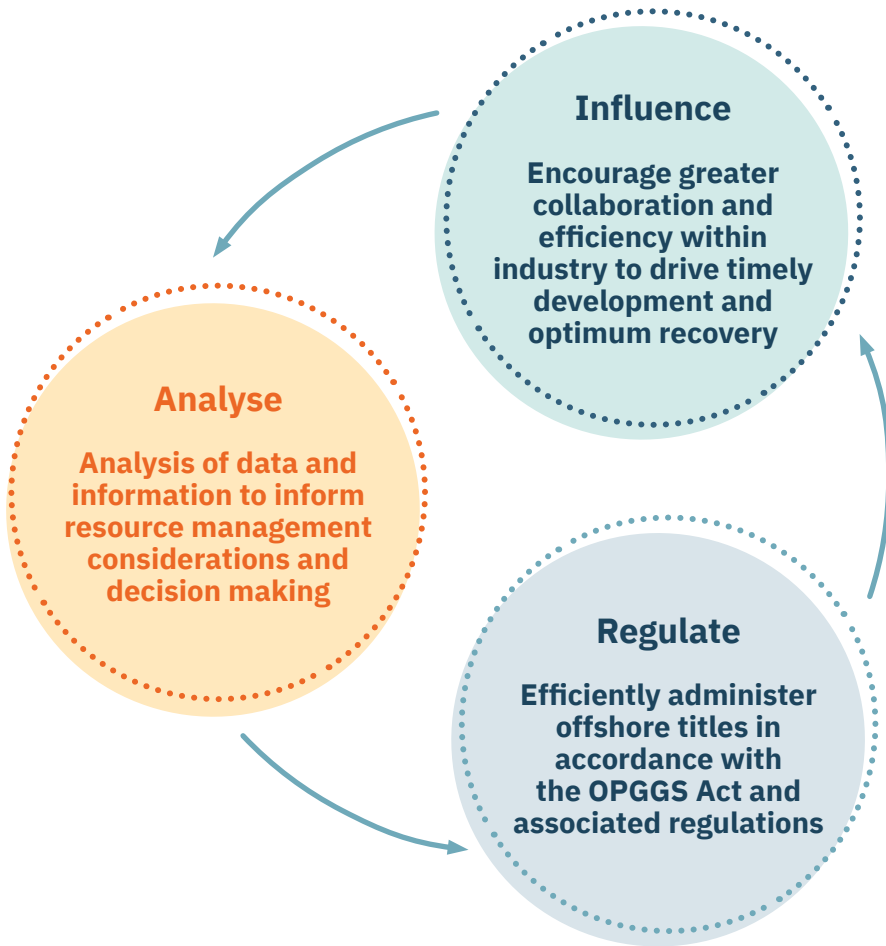 Influence
Encourage greater
collaboration and
efficiency within
industry to drive timely
development and
optimum recovery
Analyse
Analysis of data and
information to inform
resource management
considerations and
decision making
Regulate
Efficiently administer
offshore titles in
accordance with
the OPGGS Act and
associated regulations